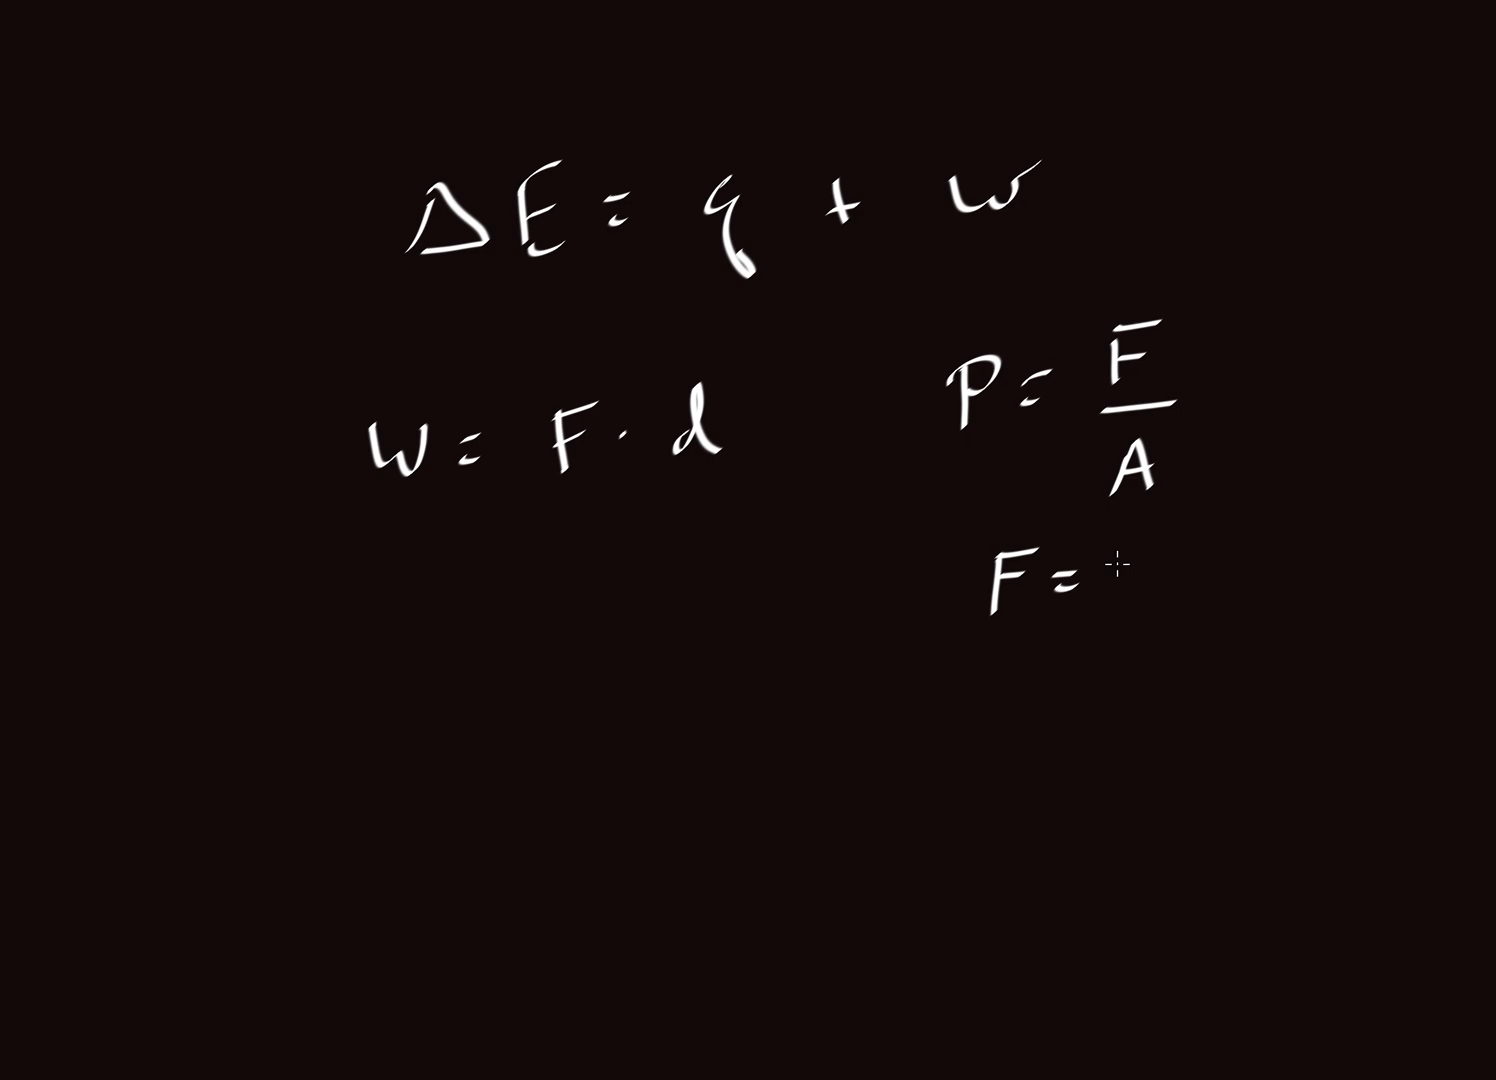 ΔE = q + w
P = F/A
W = F · d
F =